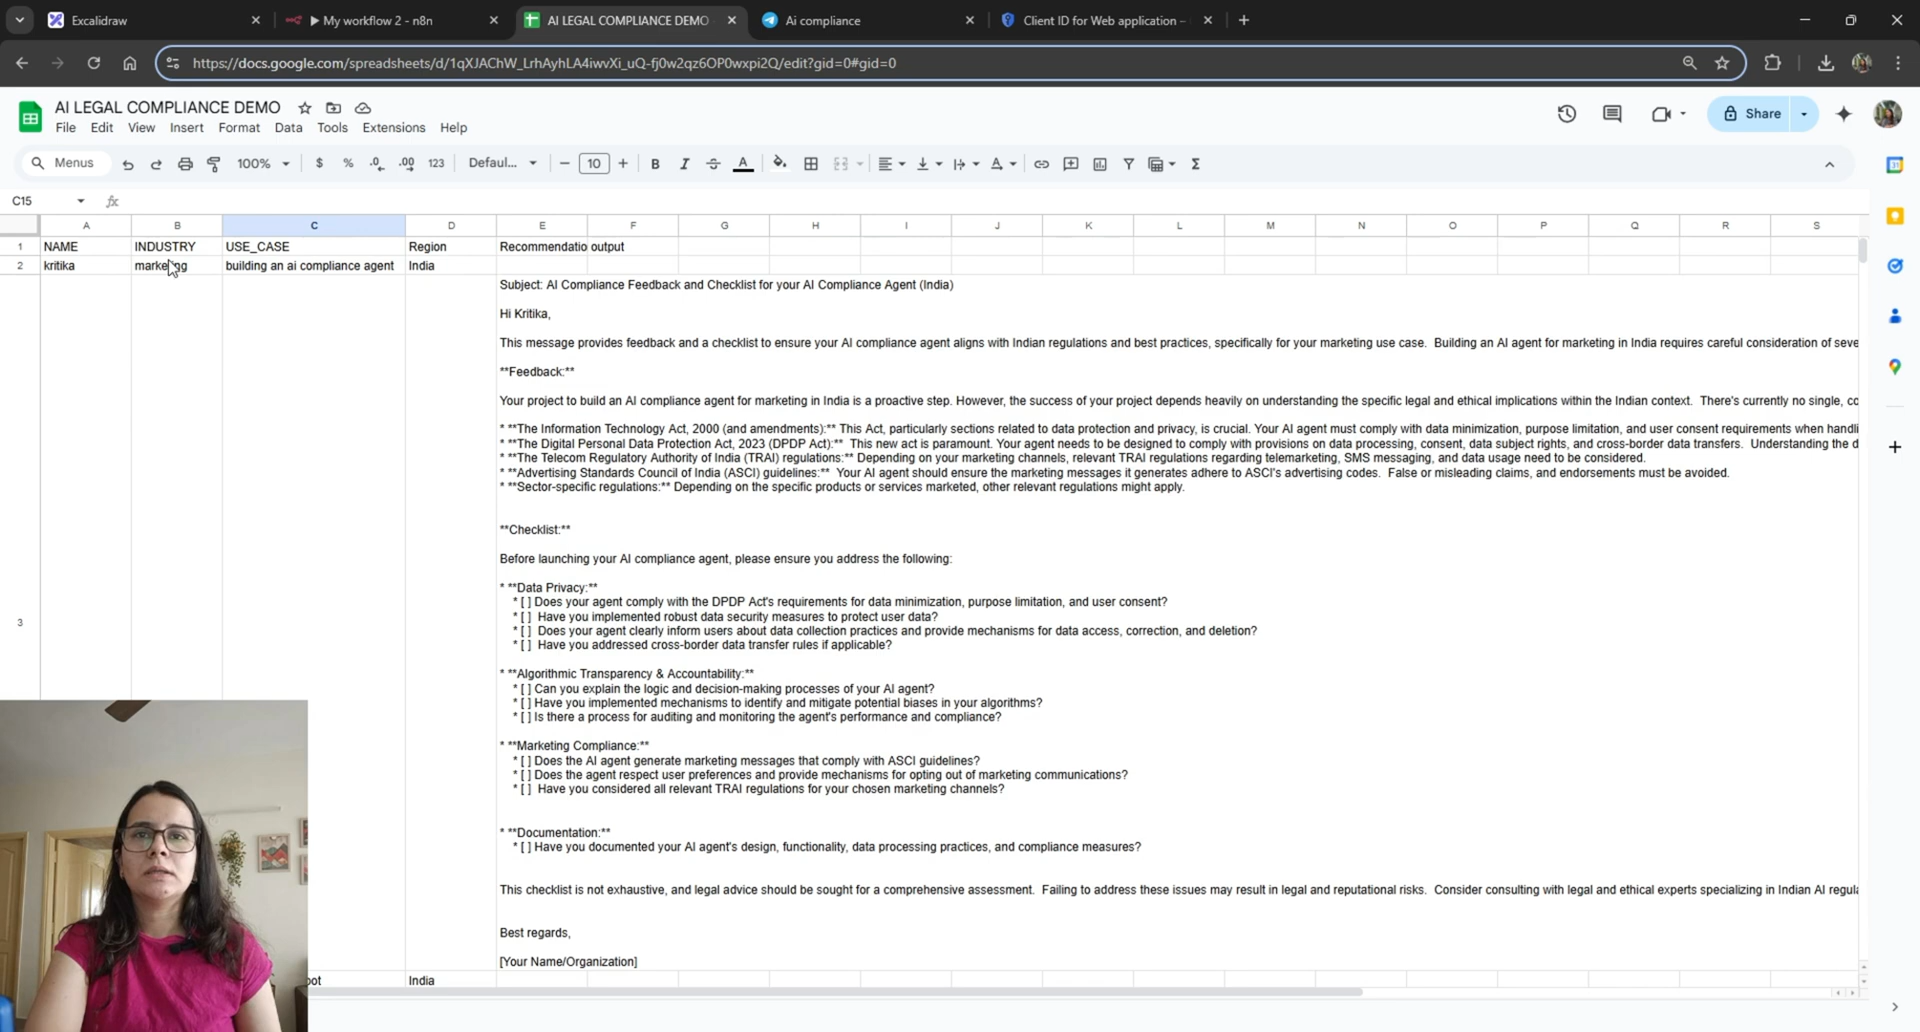 Excalidraw
▶ My workflow 2 - n8n
AI LEGAL COMPLIANCE DEMO
Ai compliance
Client ID for Web application –
https://docs.google.com/spreadsheets/d/1qXJAChW_LrhAyhLA4iwvXi_uQ-fj0w2qz6OP0wxpi2Q/edit?gid=0#gid=0
AI LEGAL COMPLIANCE DEMO
File Edit View Insert Format Data Tools Extensions Help
Share
Menus 100% $ % .0 .00 123 Defaul... 10 B I
C15
A B C D E F G H I J K L M N O P Q R S
1 NAME INDUSTRY USE_CASE Region Recommendatio output
2 kritika marketing building an ai compliance agent India
Subject: AI Compliance Feedback and Checklist for your AI Compliance Agent (India)
Hi Kritika,
This message provides feedback and a checklist to ensure your AI compliance agent aligns with Indian regulations and best practices, specifically for your marketing use case.  Building an AI agent for marketing in India requires careful consideration of seve
**Feedback:**
Your project to build an AI compliance agent for marketing in India is a proactive step. However, the success of your project depends heavily on understanding the specific legal and ethical implications within the Indian context.  There's currently no single, co
* **The Information Technology Act, 2000 (and amendments):** This Act, particularly sections related to data protection and privacy, is crucial. Your AI agent must comply with data minimization, purpose limitation, and user consent requirements when handli
* **The Digital Personal Data Protection Act, 2023 (DPDP Act):**  This new act is paramount. Your agent needs to be designed to comply with provisions on data processing, consent, data subject rights, and cross-border data transfers.  Understanding the d
* **The Telecom Regulatory Authority of India (TRAI) regulations:** Depending on your marketing channels, relevant TRAI regulations regarding telemarketing, SMS messaging, and data usage need to be considered.
* **Advertising Standards Council of India (ASCI) guidelines:**  Your AI agent should ensure the marketing messages it generates adhere to ASCI's advertising codes.  False or misleading claims, and endorsements must be avoided.
* **Sector-specific regulations:** Depending on the specific products or services marketed, other relevant regulations might apply.
**Checklist:**
Before launching your AI compliance agent, please ensure you address the following:
* **Data Privacy:**
* [ ] Does your agent comply with the DPDP Act's requirements for data minimization, purpose limitation, and user consent?
* [ ]  Have you implemented robust data security measures to protect user data?
3
* [ ]  Does your agent clearly inform users about data collection practices and provide mechanisms for data access, correction, and deletion?
* [ ]  Have you addressed cross-border data transfer rules if applicable?
* **Algorithmic Transparency & Accountability:**
* [ ] Can you explain the logic and decision-making processes of your AI agent?
* [ ] Have you implemented mechanisms to identify and mitigate potential biases in your algorithms?
* [ ] Is there a process for auditing and monitoring the agent's performance and compliance?
* **Marketing Compliance:**
* [ ] Does the AI agent generate marketing messages that comply with ASCI guidelines?
* [ ] Does the agent respect user preferences and provide mechanisms for opting out of marketing communications?
* [ ]  Have you considered all relevant TRAI regulations for your chosen marketing channels?
* **Documentation:**
* [ ] Have you documented your AI agent's design, functionality, data processing practices, and compliance measures?
This checklist is not exhaustive, and legal advice should be sought for a comprehensive assessment.  Failing to address these issues may result in legal and reputational risks.  Consider consulting with legal and ethical experts specializing in Indian AI regula
Best regards,
[Your Name/Organization]
ot India